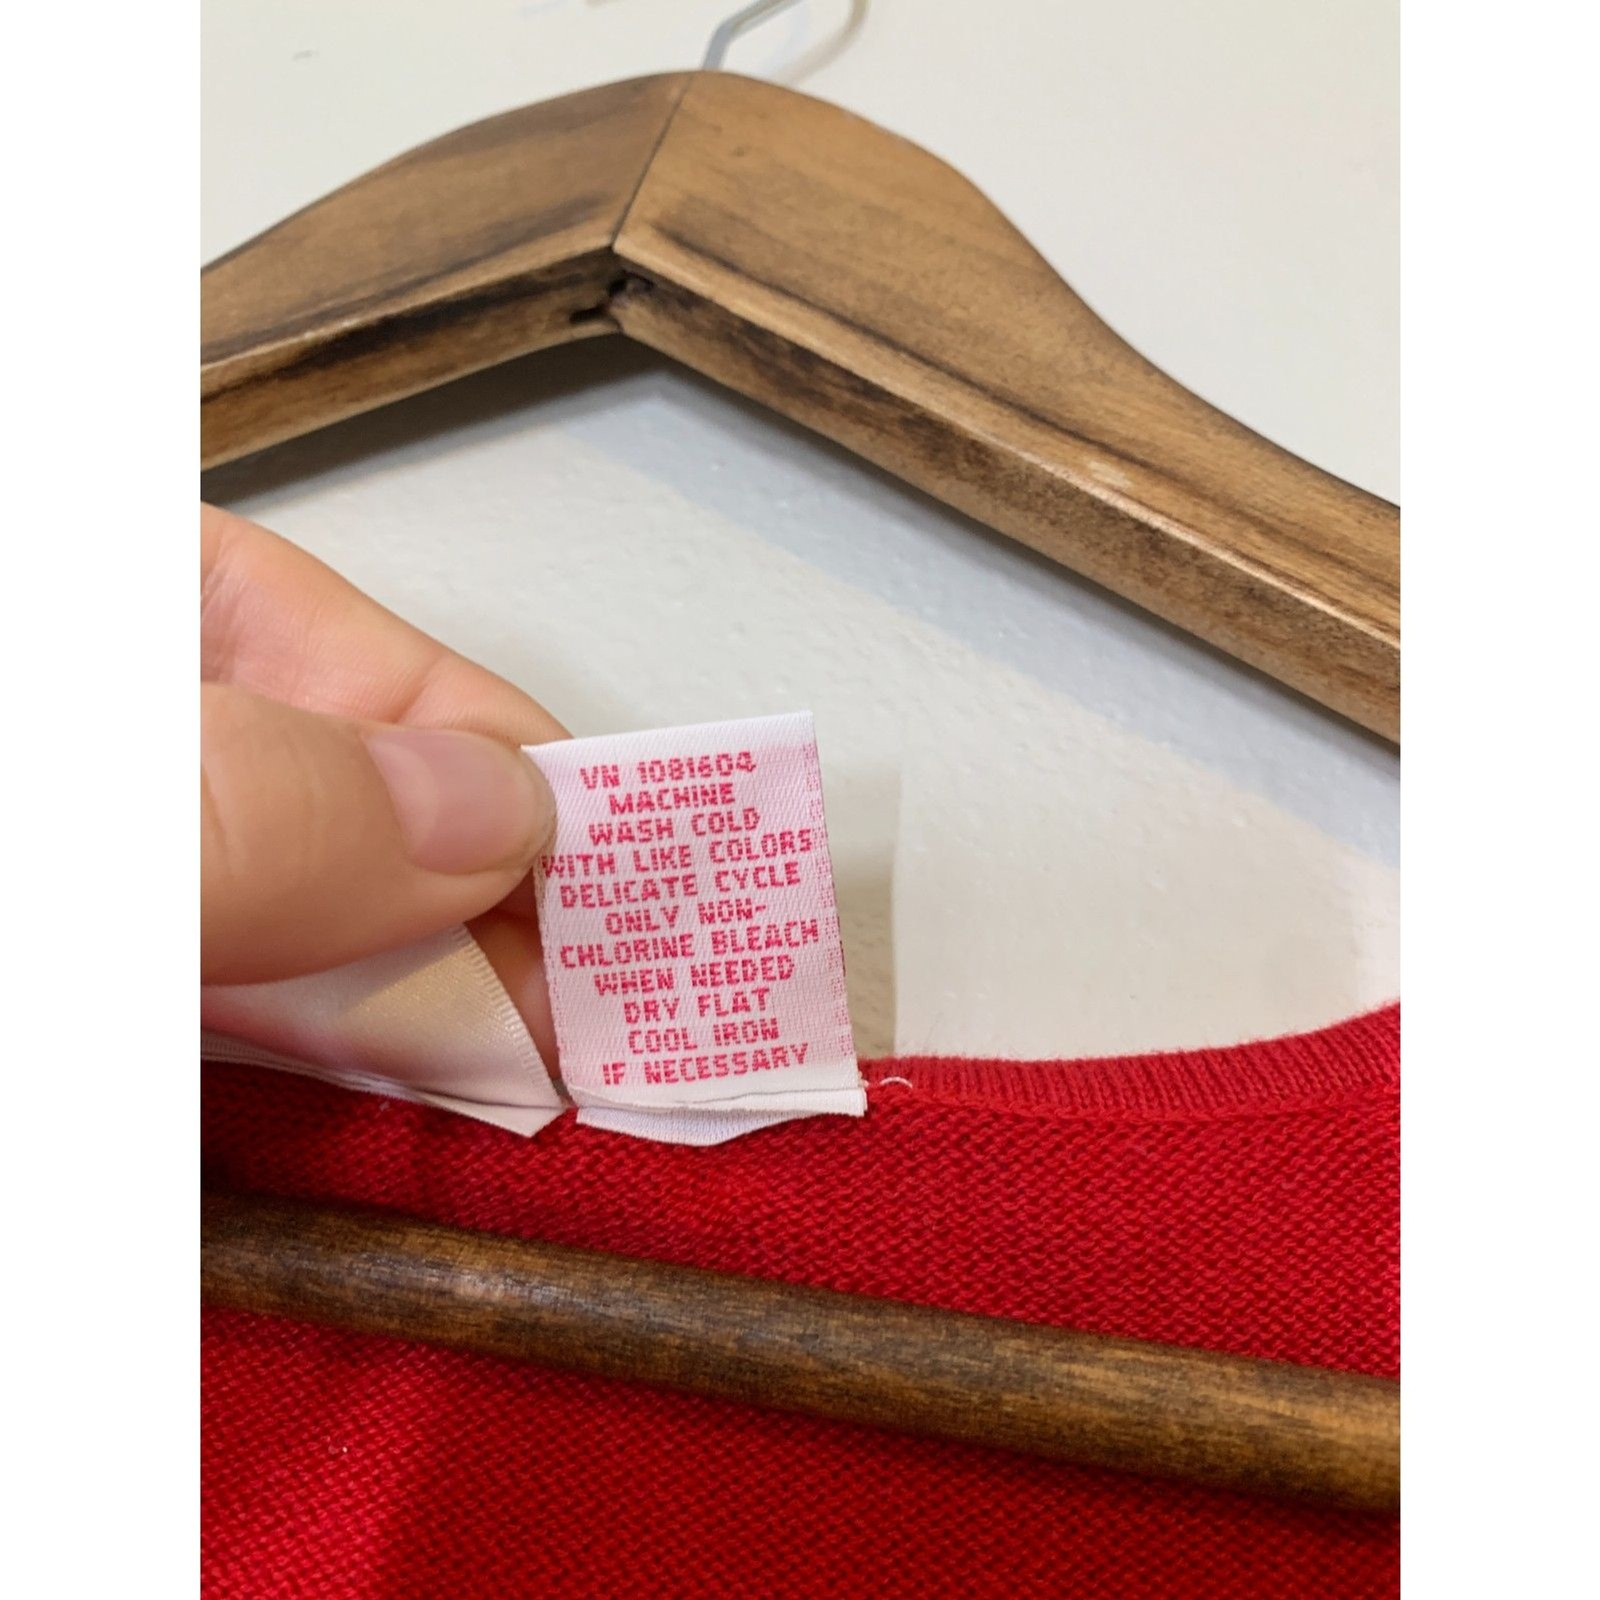 VN 1081604
MACHINE
WASH COLD
WITH LIKE COLORS
DELICATE CYCLE
ONLY NON-
CHLORINE BLEACH
WHEN NEEDED
DRY FLAT
COOL IRON
IF NECESSARY